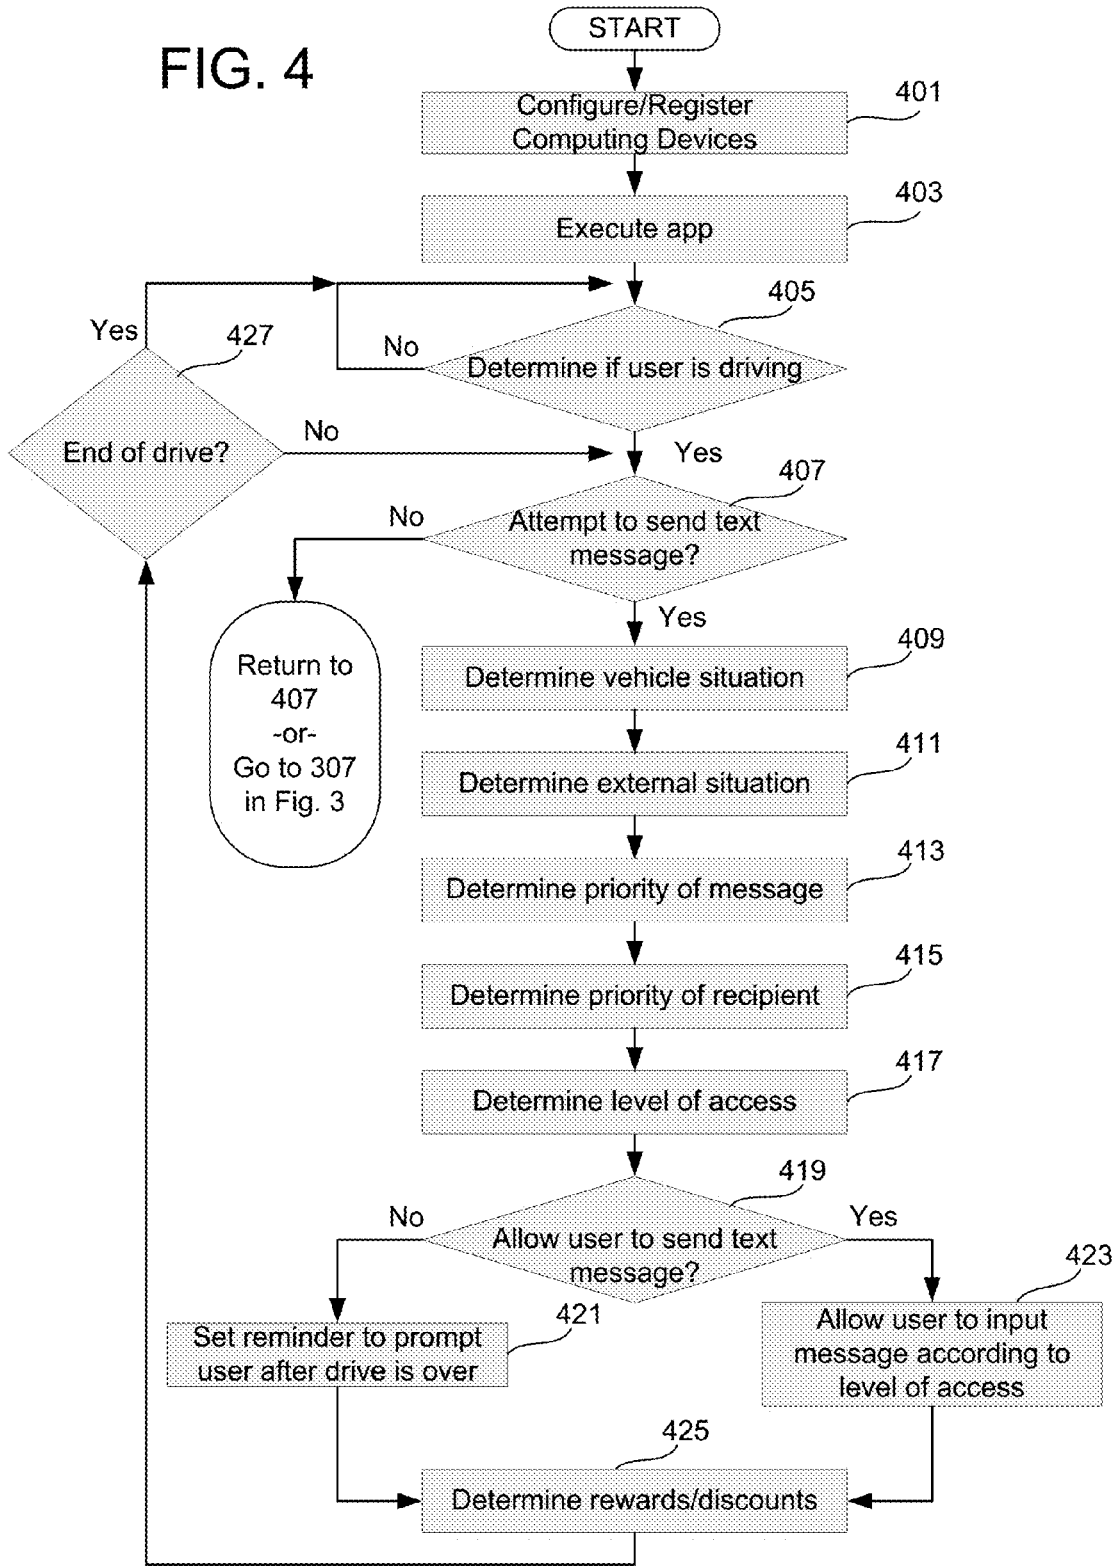 START
FIG. 4
Configure/Register
Computing Devices
401
Execute app
403
405
Yes
427
No
Determine if user is driving
End of drive?
No
Yes
407
No
Attempt to send text
message?
Yes
Return to
407
-or-
Go to 307
in Fig. 3
409
Determine vehicle situation
411
Determine external situation
413
Determine priority of message
415
Determine priority of recipient
417
Determine level of access
419
No
Yes
Allow user to send text
message?
423
421
Set reminder to prompt
user after drive is over
Allow user to input
message according to
level of access
425
Determine rewards/discounts